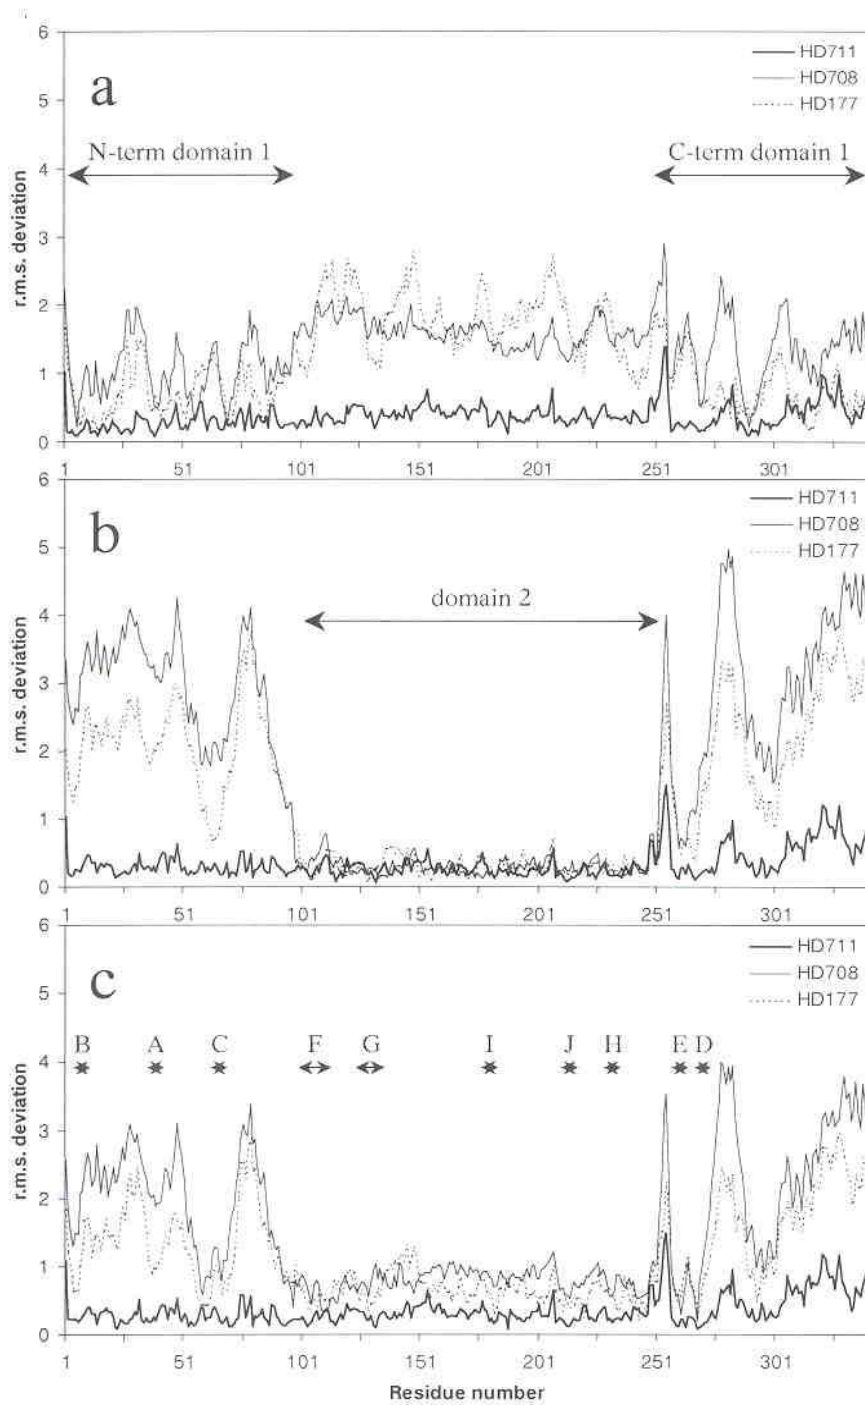 6
HD711
5
a
HD708
HD177
N-term domain 1
C-term domain 1
4
r.m.s. deviation
3
2
1
0
1 51 101 151 201 251 301
6
HD711
b
HD708
5
HD177
domain 2
4
r.m.s. deviation
3
2
1
0
1 51 101 151 201 251 301
6
HD711
c
HD708
5
HD177
B A C F G I J H E D
4
r.m.s. deviation
3
2
1
0
1 51 101 151 201 251 301
Residue number